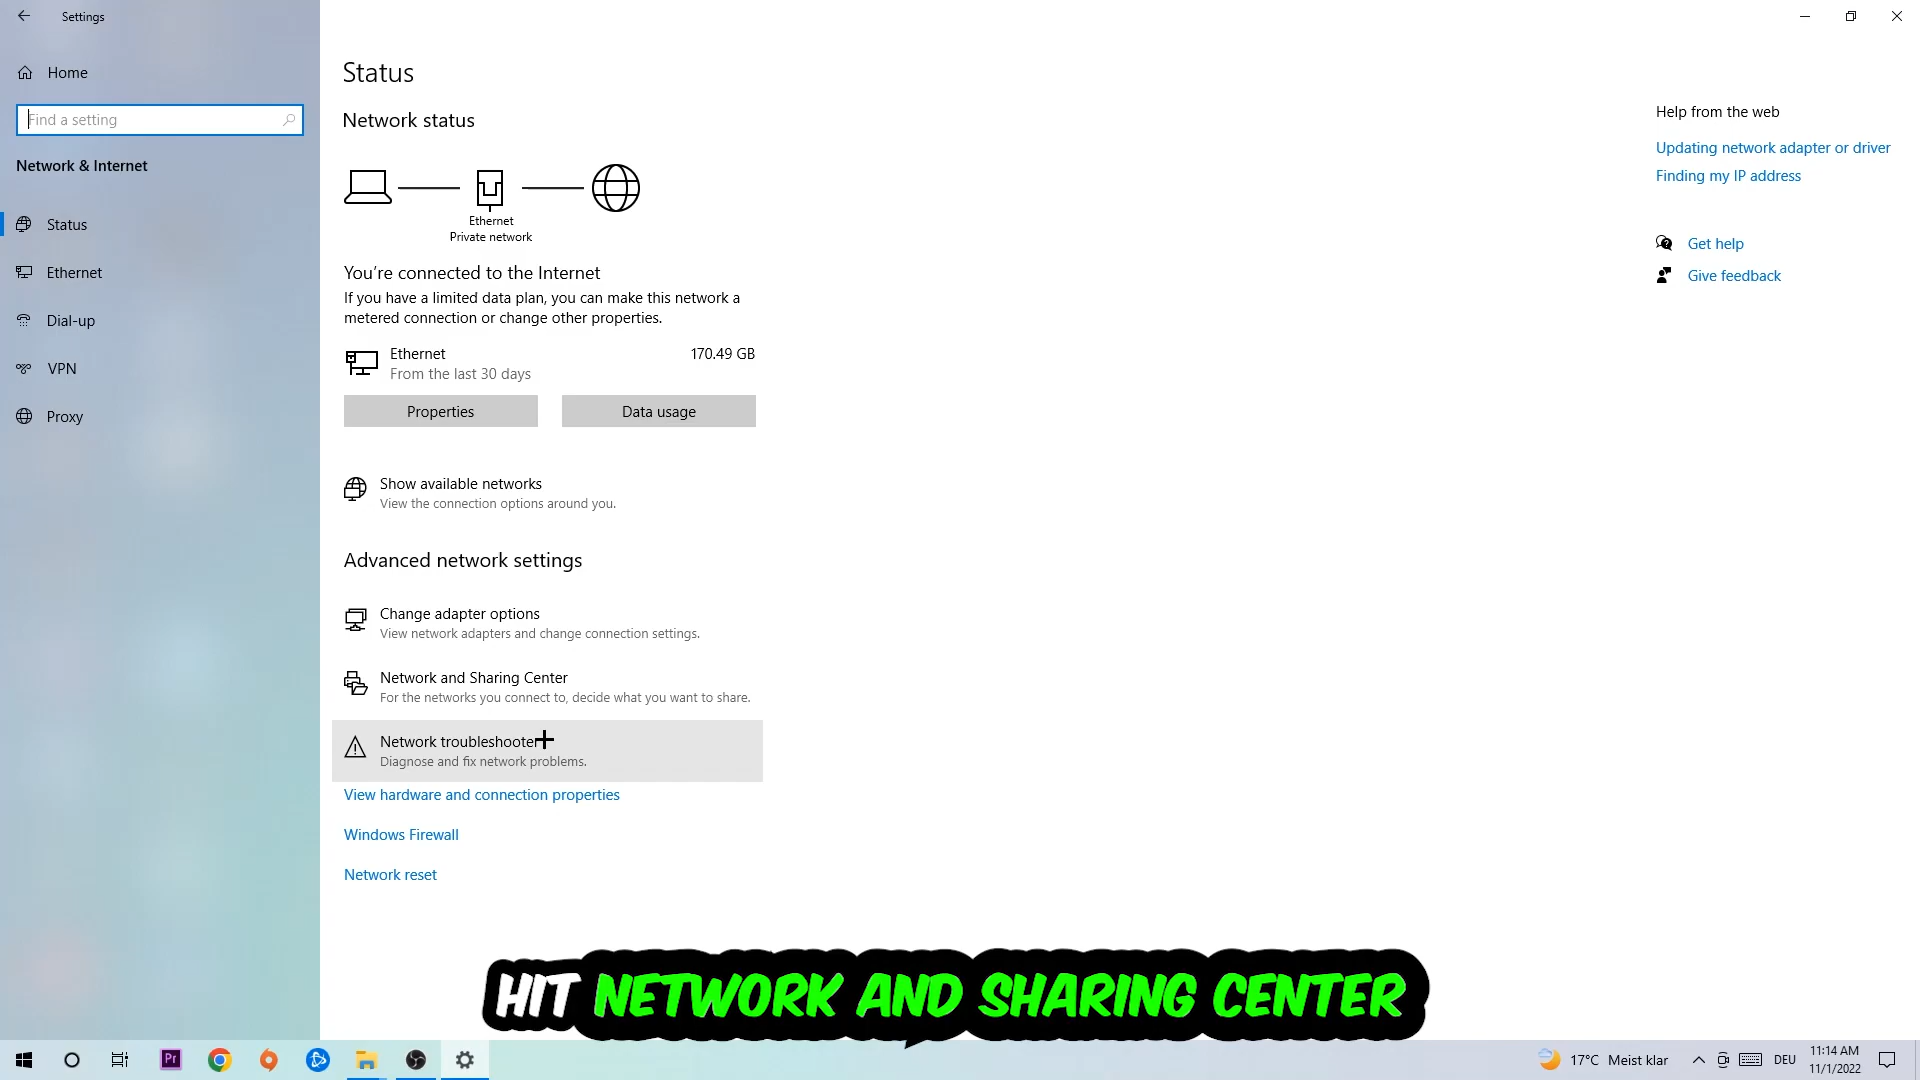 Settings
Home
Find a setting
Network & Internet
Status
Ethernet
Dial-up
VPN
Proxy
Status
Network status
Ethernet
Private network
You're connected to the Internet
If you have a limited data plan, you can make this network a
metered connection or change other properties.
Ethernet 170.49 GB
From the last 30 days
Properties Data usage
Show available networks
View the connection options around you.
Advanced network settings
Change adapter options
View network adapters and change connection settings.
Network and Sharing Center
For the networks you connect to, decide what you want to share.
Network troubleshooter
Diagnose and fix network problems.
View hardware and connection properties
Windows Firewall
Network reset
Help from the web
Updating network adapter or driver
Finding my IP address
Get help
Give feedback
HIT NETWORK AND SHARING CENTER
Pr
17°C Meist klar DEU 11:14 AM
11/1/2022